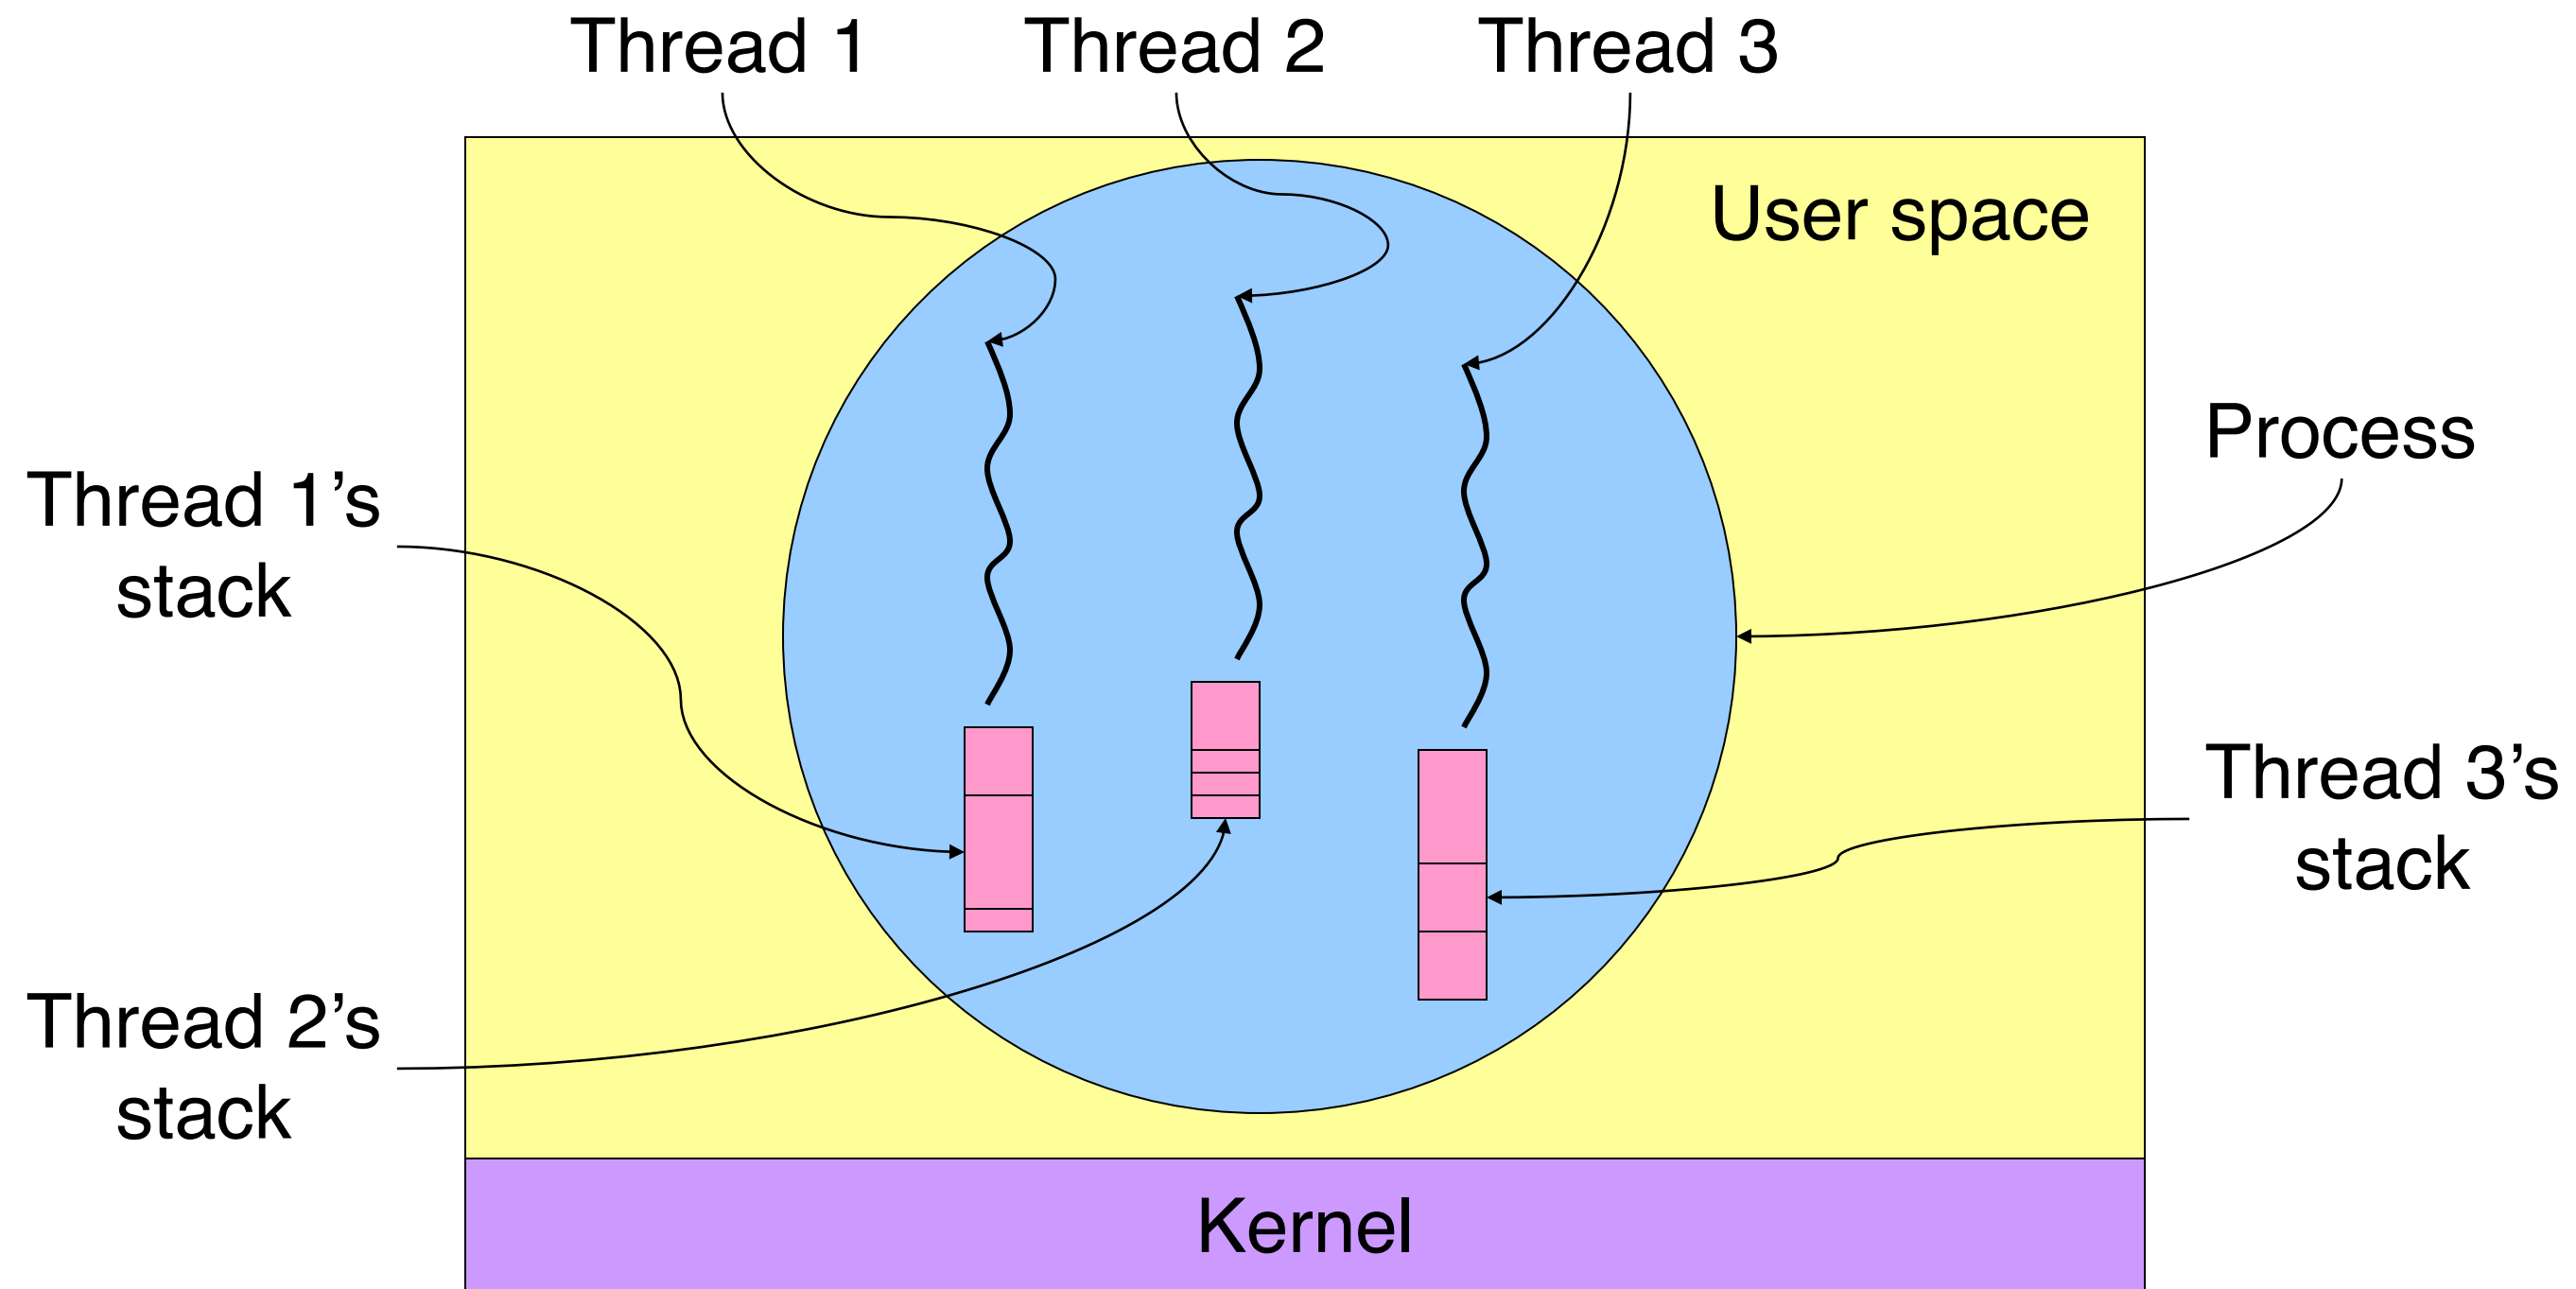 Thread 1
Thread 2
Thread 3
User space
Process
Thread 1’s
stack
Thread 3’s
stack
Thread 2’s
stack
Kernel